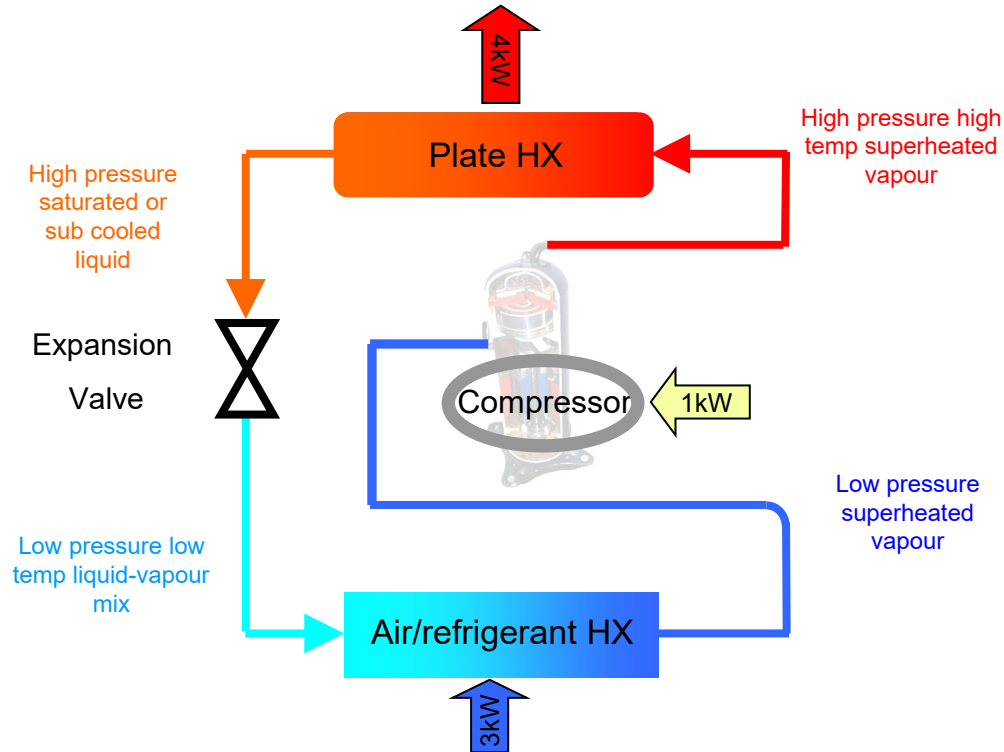 4kW
Plate HX
High pressure high
temp superheated
vapour
High pressure
saturated or
sub cooled
liquid
Expansion
Valve
Compressor
1kW
Low pressure
superheated
vapour
Low pressure low
temp liquid-vapour
mix
Air/refrigerant HX
3kW